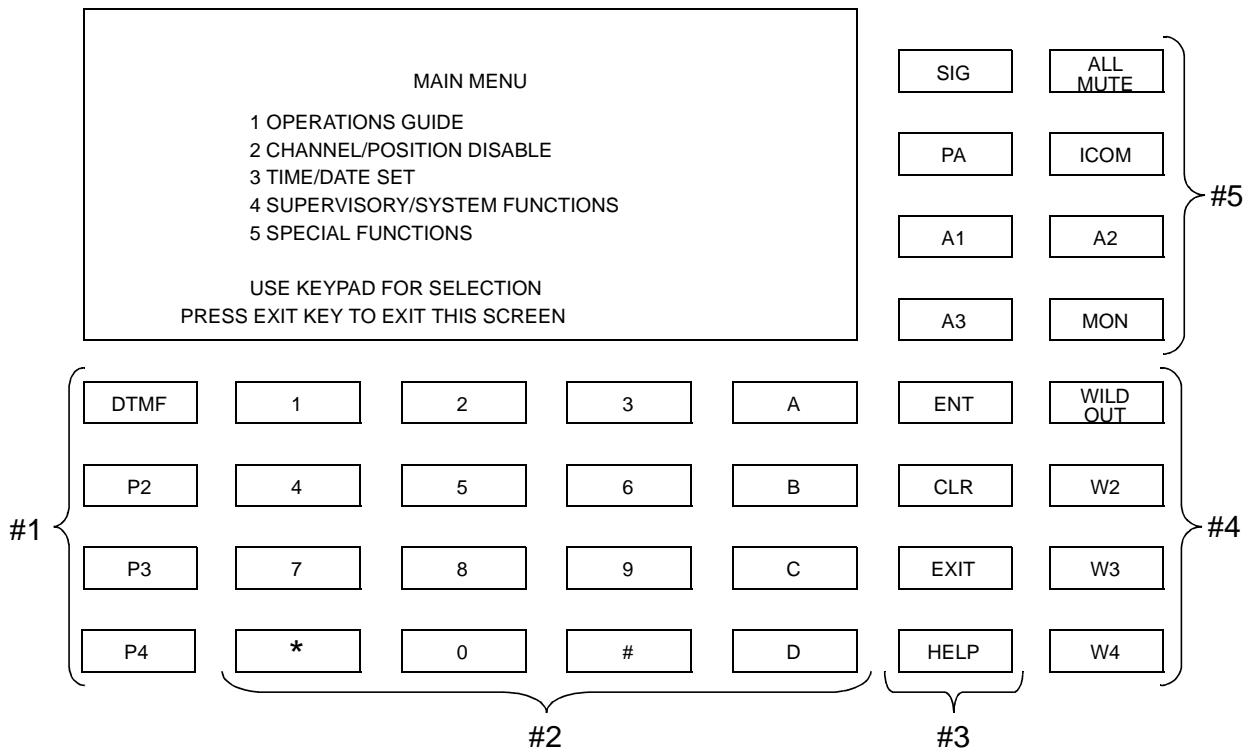 MAIN MENU
1 OPERATIONS GUIDE
2 CHANNEL/POSITION DISABLE
3 TIME/DATE SET
4 SUPERVISORY/SYSTEM FUNCTIONS
5 SPECIAL FUNCTIONS
USE KEYPAD FOR SELECTION
PRESS EXIT KEY TO EXIT THIS SCREEN
SIG
ALL
MUTE
PA
ICOM
A1
A2
A3
MON
#5
DTMF
1
2
3
A
ENT
WILD
OUT
P2
4
5
6
B
CLR
W2
#1
#4
P3
7
8
9
C
EXIT
W3
P4
*
0
#
D
HELP
W4
#2
#3